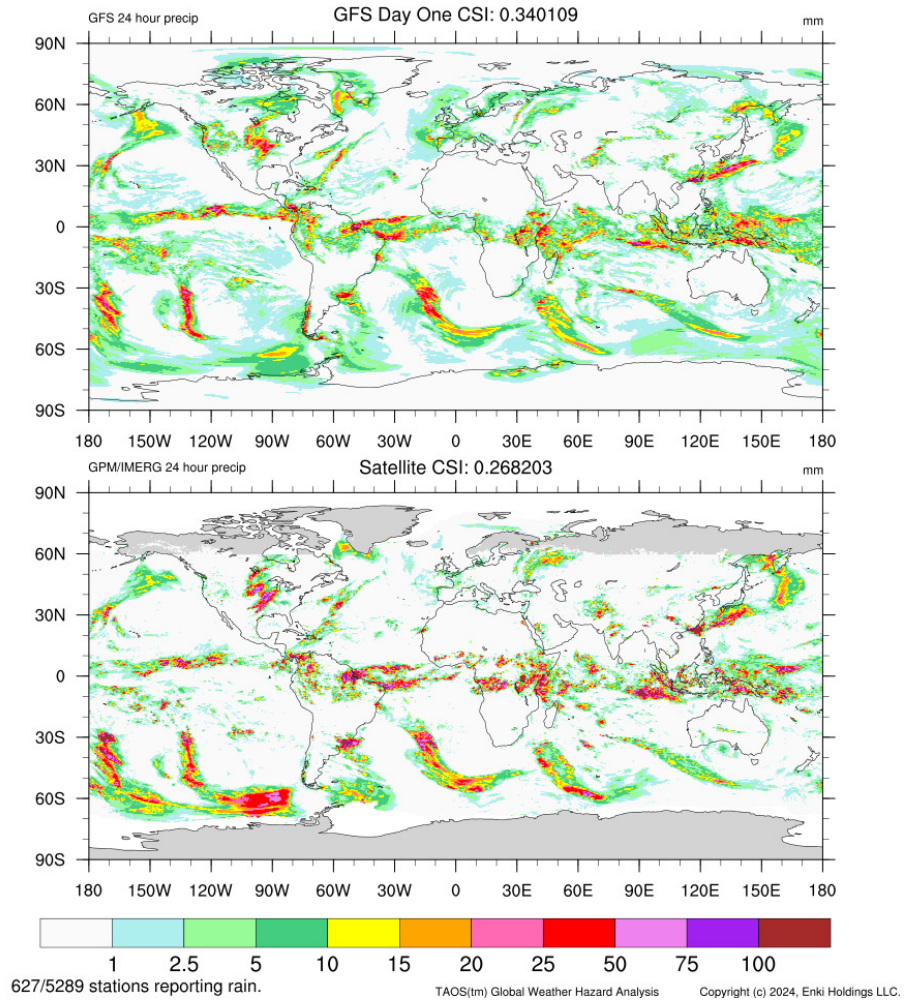 GFS 24 hour precip GFS Day One CSI: 0.340109 mm
90N
60N
30N
0
30S
60S
90S
180 150W 120W 90W 60W 30W 0 30E 60E 90E 120E 150E 180
GPM/IMERG 24 hour precip Satellite CSI: 0.268203 mm
90N
60N
30N
0
30S
60S
90S
180 150W 120W 90W 60W 30W 0 30E 60E 90E 120E 150E 180
1 2.5 5 10 15 20 25 50 75 100
627/5289 stations reporting rain. TAOS(tm) Global Weather Hazard Analysis Copyright (c) 2024, Enki Holdings LLC.